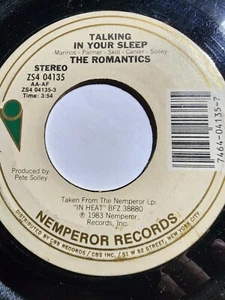 TALKING
IN YOUR SLEEP
Marinos - Palmer - Skill - Canler - Solley
STEREO THE ROMANTICS
ZS4 04135
AA-AF
ZS4 04135-3
Time: 3:54
7464-04135-7
Produced by
Pete Solley
Taken From The Nemperor Lp:
"IN HEAT" BFZ 38880
℗ 1983 Nemperor
Records, Inc.
NEMPEROR RECORDS
DISTRIBUTED BY CBS RECORDS / CBS INC. / 51 W. 52 STREET, NEW YORK, CITY